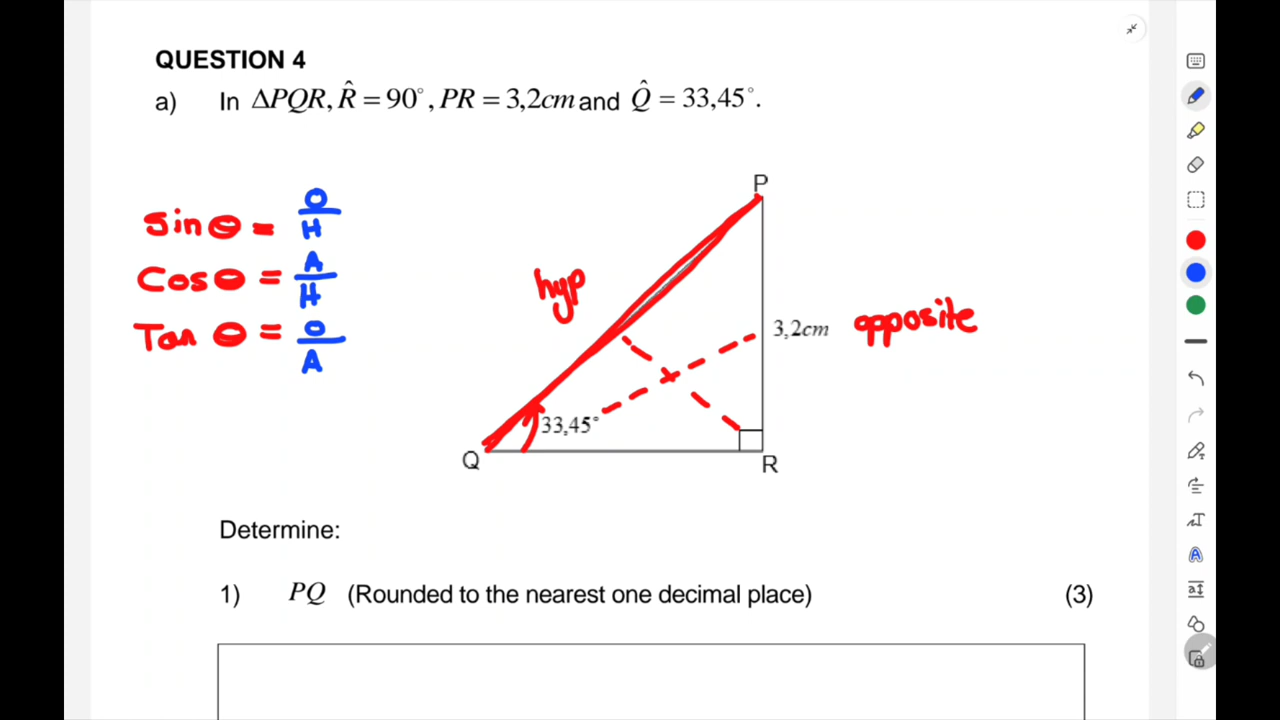 QUESTION 4
a) In ΔPQR, R̂ = 90°, PR = 3,2cm and Q̂ = 33,45°.
P
Sin θ = O/H
Cos θ = A/H
hyp
3,2cm opposite
Tan θ = O/A
33,45°
Q
R
Determine:
1) PQ (Rounded to the nearest one decimal place) (3)